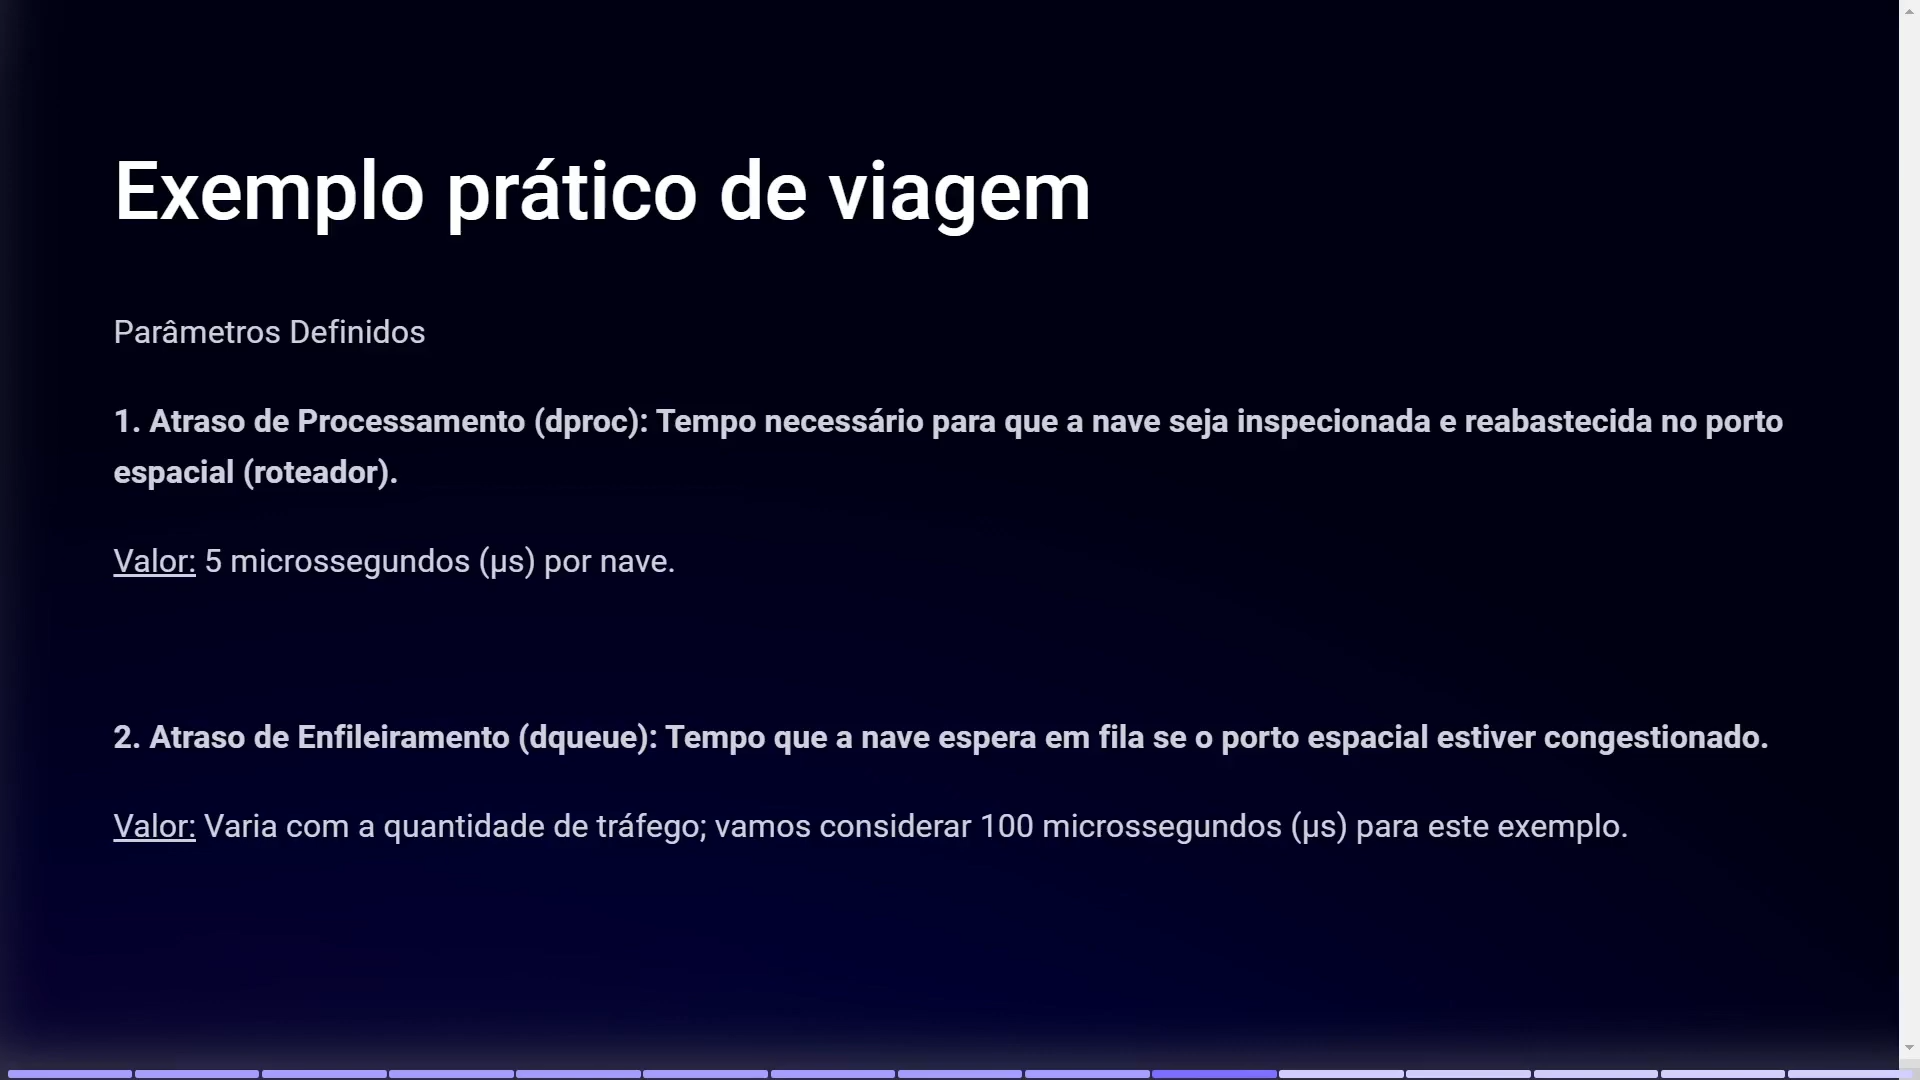 Exemplo prático de viagem
Parâmetros Definidos
1. Atraso de Processamento (dproc): Tempo necessário para que a nave seja inspecionada e reabastecida no porto
espacial (roteador).
Valor: 5 microssegundos (µs) por nave.
2. Atraso de Enfileiramento (dqueue): Tempo que a nave espera em fila se o porto espacial estiver congestionado.
Valor: Varia com a quantidade de tráfego; vamos considerar 100 microssegundos (µs) para este exemplo.